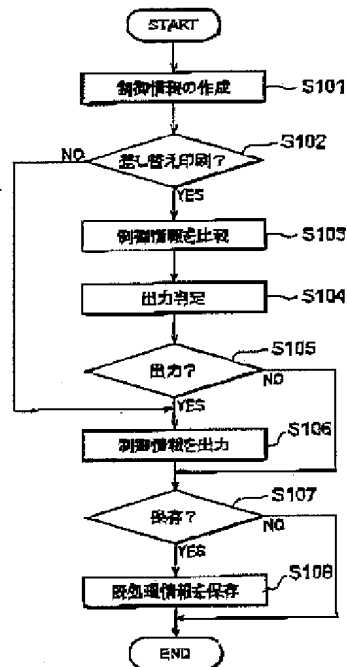 START
制御情報の作成
S101
差し替え印刷?
S102
NO
YES
制御情報を比較
S103
出力判定
S104
出力?
S105
NO
YES
制御情報を出力
S106
保存?
S107
NO
YES
既処理情報を保存
S108
END